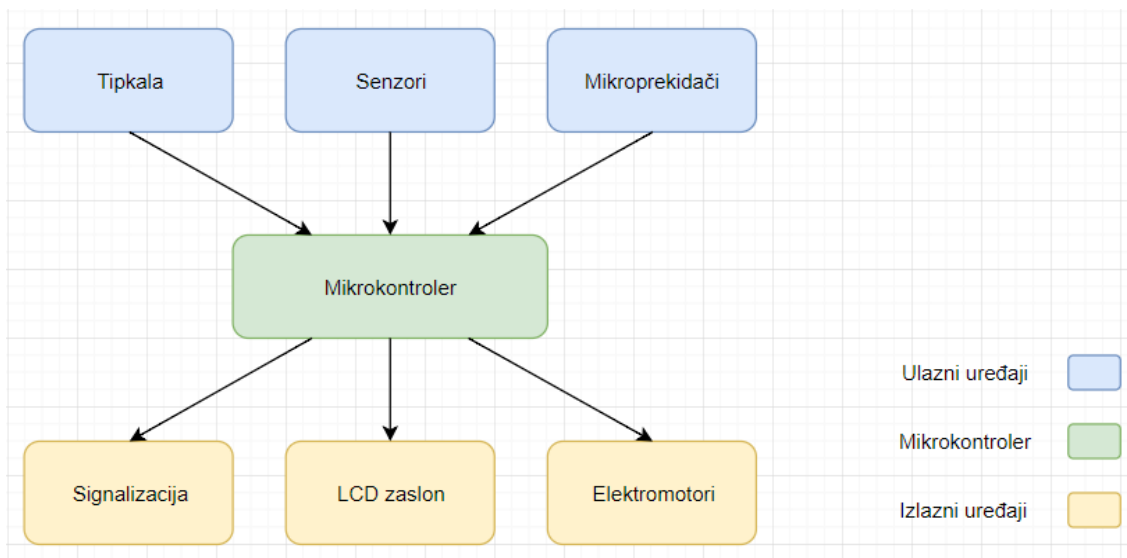 Tipkala
Senzori
Mikroprekidači
Mikrokontroler
Signalizacija
LCD zaslon
Elektromotori
Ulazni uređaji
Mikrokontroler
Izlazni uređaji